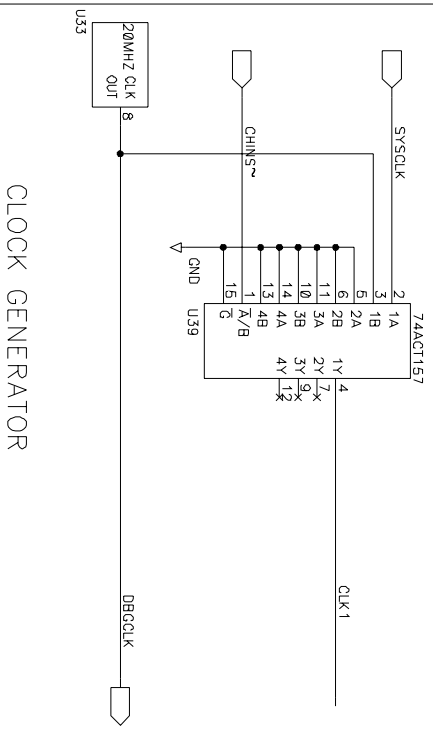 74ACT157
SYSCLK
2 1A
3 1B
5 2A
6 2B
11 3A
10 3B
14 4A
13 4B
1 A/B
15 G
1Y 4
2Y 7
3Y 9
4Y 12
U39
CLK1
GND
CHINS~
20MHZ CLK
OUT
8
U33
DBGCLK
CLOCK GENERATOR